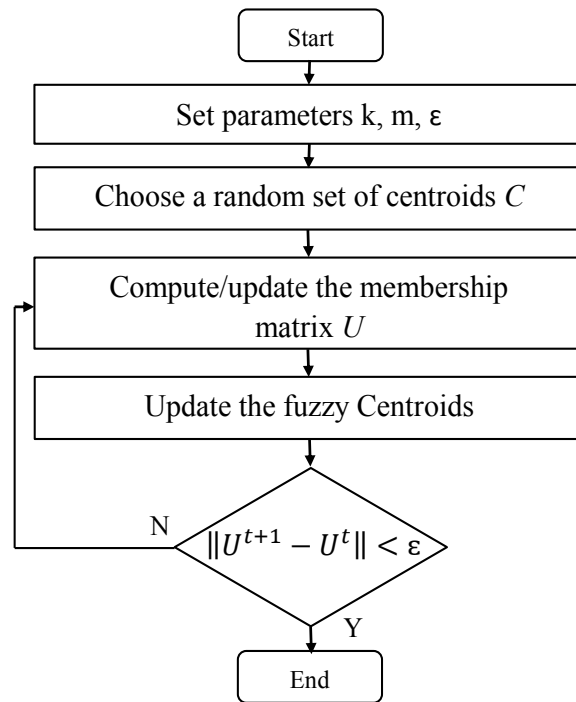 Start
Set parameters k, m, ε
Choose a random set of centroids C
Compute/update the membership
matrix U
Update the fuzzy Centroids
N
‖U^{t+1} − U^t‖ < ε
Y
End